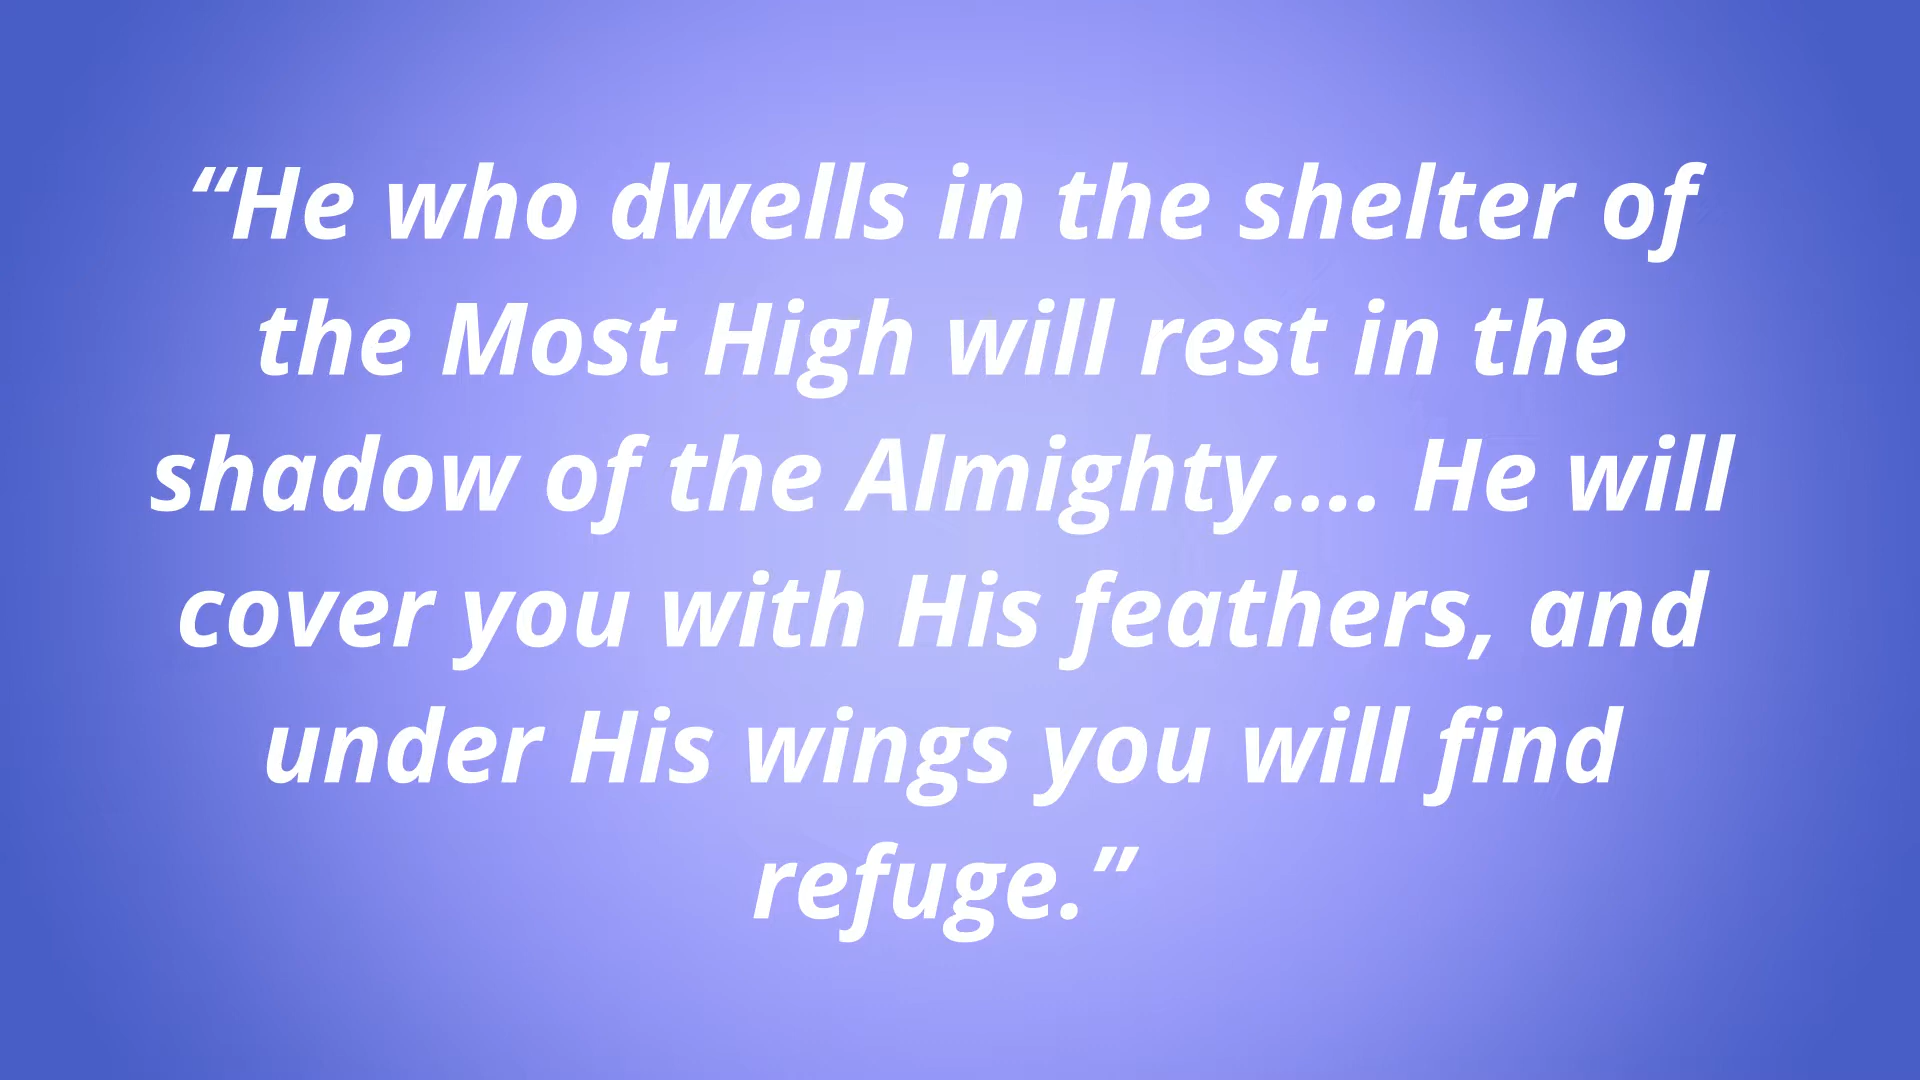 “He who dwells in the shelter of
the Most High will rest in the
shadow of the Almighty.... He will
cover you with His feathers, and
under His wings you will find
refuge.”